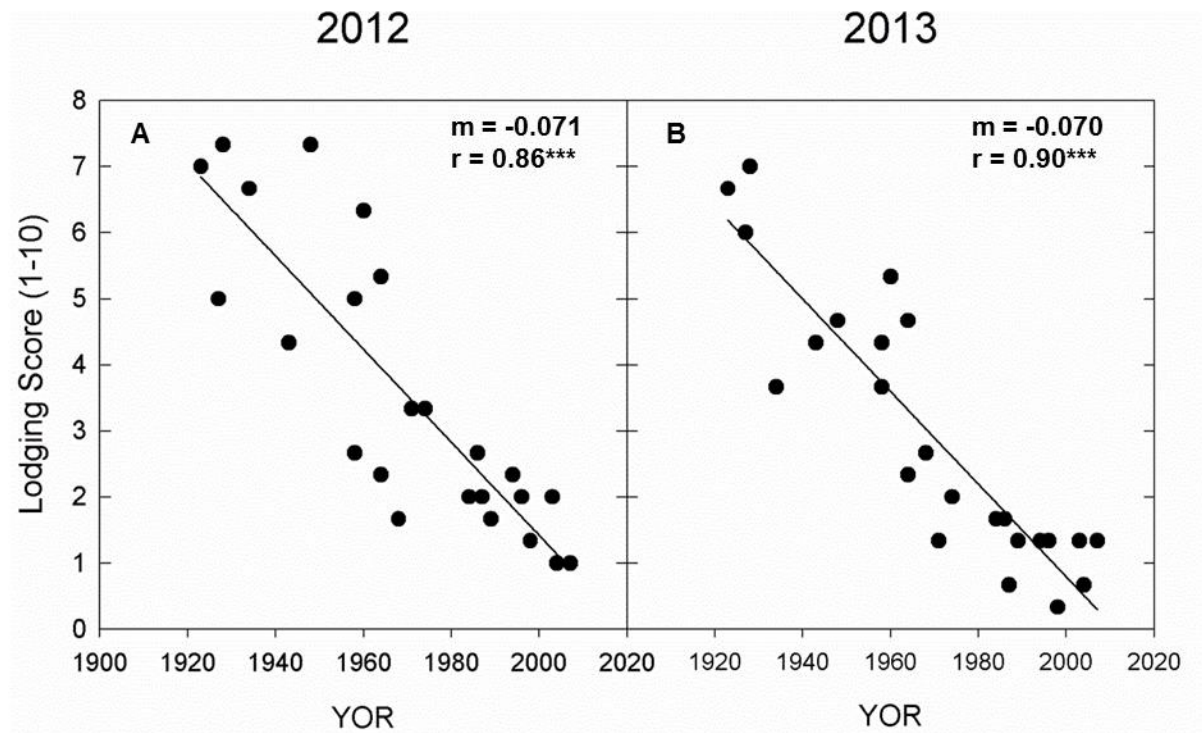 2012
2013
A
m = -0.071
r = 0.86***
B
m = -0.070
r = 0.90***
Lodging Score (1-10)
8
7
6
5
4
3
2
1
0
1900 1920 1940 1960 1980 2000 2020
1920 1940 1960 1980 2000 2020
YOR
YOR